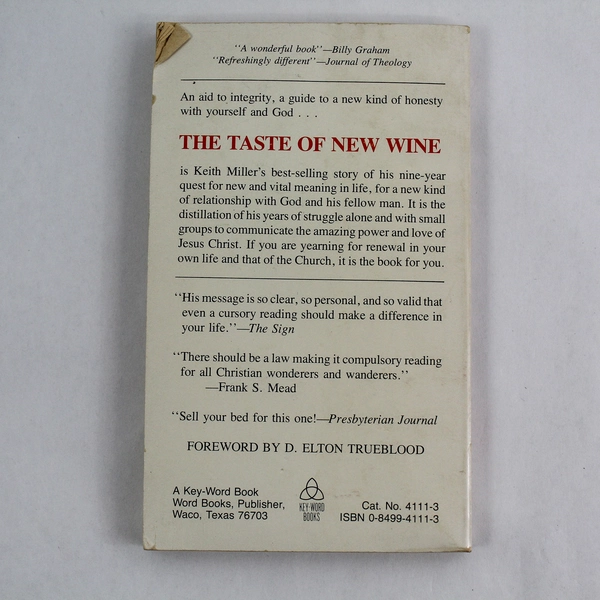 "A wonderful book"—Billy Graham
"Refreshingly different"—Journal of Theology
An aid to integrity, a guide to a new kind of honesty
with yourself and God . . .
THE TASTE OF NEW WINE
is Keith Miller's best-selling story of his nine-year
quest for new and vital meaning in life, for a new kind
of relationship with God and his fellow man. It is the
distillation of his years of struggle alone and with small
groups to communicate the amazing power and love of
Jesus Christ. If you are yearning for renewal in your
own life and that of the Church, it is the book for you.
"His message is so clear, so personal, and so valid that
even a cursory reading should make a difference in
your life."—The Sign
"There should be a law making it compulsory reading
for all Christian wonderers and wanderers."
—Frank S. Mead
"Sell your bed for this one!—Presbyterian Journal
FOREWORD BY D. ELTON TRUEBLOOD
A Key-Word Book
Word Books, Publisher,
Waco, Texas 76703
KEY-WORD
BOOKS
Cat. No. 4111-3
ISBN 0-8499-4111-3